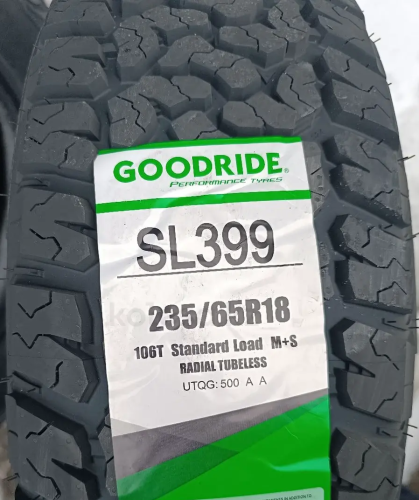 GOODRIDE®
PERFORMANCE TYRES
SL399
235/65R18
106T Standard Load M+S
RADIAL TUBELESS
UTQG: 500 A A